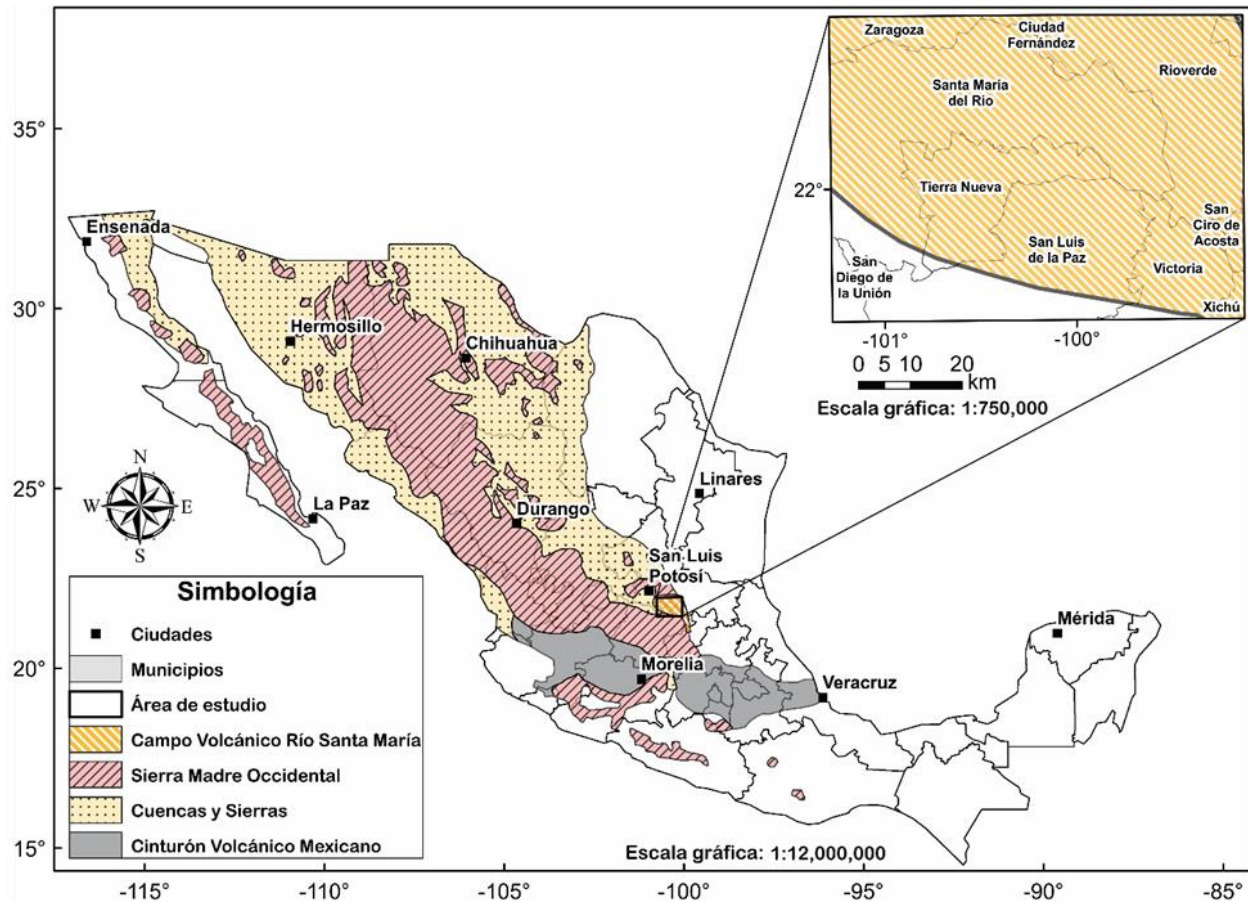 35°
30°
25°
20°
15°
-115°
-110°
-105°
-100°
-95°
-90°
-85°
Ensenada
Hermosillo
Chihuahua
La Paz
Durango
Linares
San Luis
Potosí
Morelia
Veracruz
Mérida
N
W
E
S
Simbología
Ciudades
Municipios
Área de estudio
Campo Volcánico Río Santa María
Sierra Madre Occidental
Cuencas y Sierras
Cinturón Volcánico Mexicano
Escala gráfica: 1:12,000,000
Zaragoza
Ciudad
Fernández
Rioverde
Santa Maria
del Rio
22°
Tierra Nueva
San
Ciro de
Acosta
San Luis
de la Paz
San
Diego de
la Unión
Victoria
Xichú
-101°
-100°
0 5 10 20
km
Escala gráfica: 1:750,000